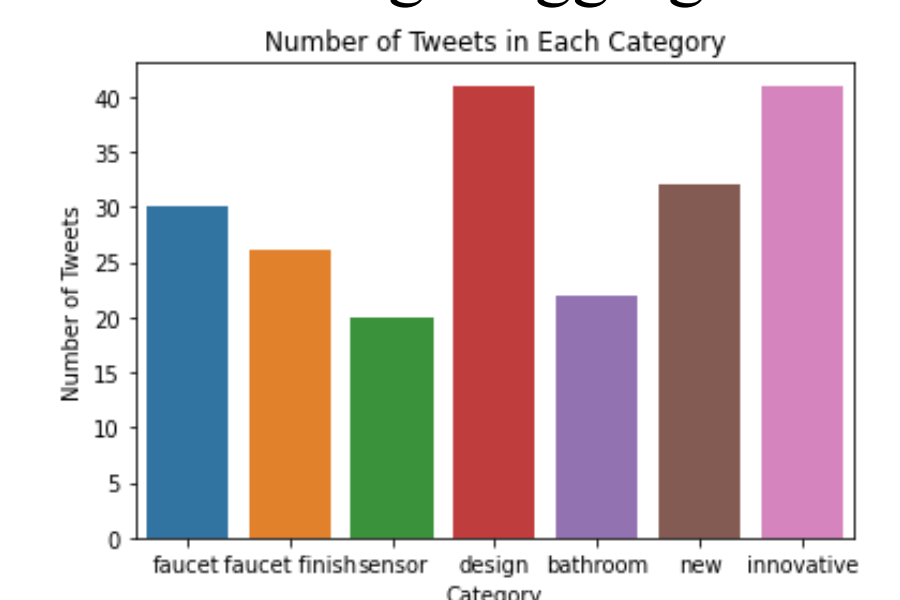 Number of Tweets in Each Category
Number of Tweets
40
35
30
25
20
15
10
5
0
faucet faucet finish sensor design bathroom new innovative
Category